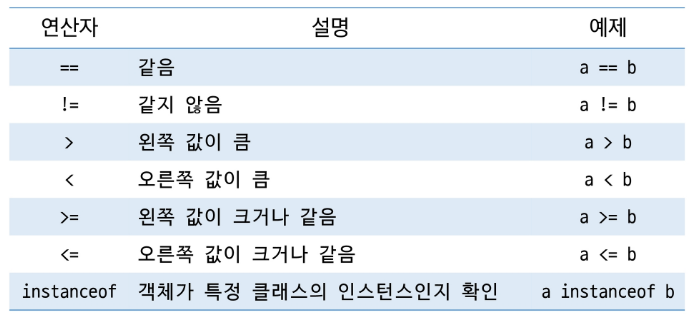 연산자 설명 예제
== 같음 a == b
!= 같지 않음 a != b
> 왼쪽 값이 큼 a > b
< 오른쪽 값이 큼 a < b
>= 왼쪽 값이 크거나 같음 a >= b
<= 오른쪽 값이 크거나 같음 a <= b
instanceof 객체가 특정 클래스의 인스턴스인지 확인 a instanceof b